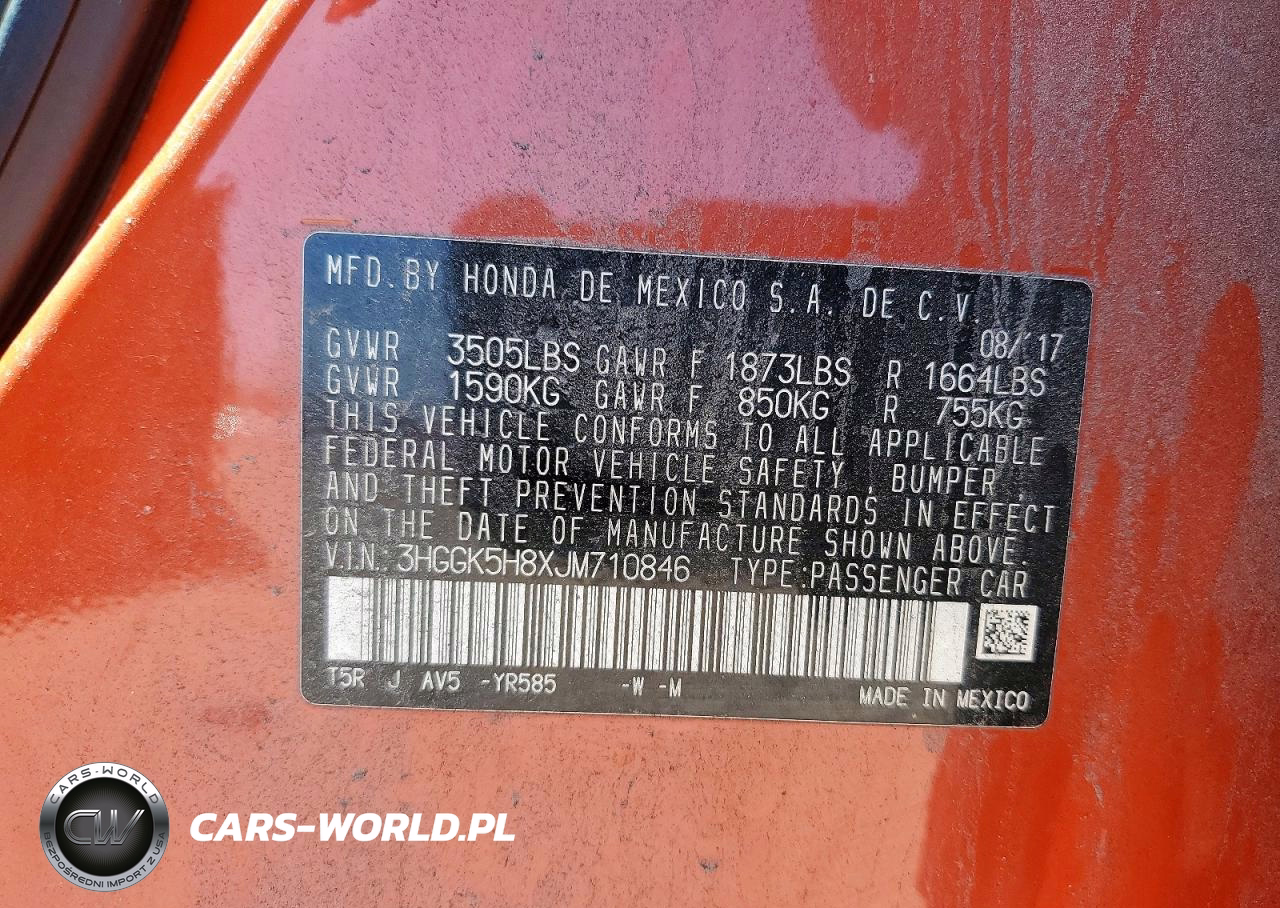 MFD. BY HONDA DE MEXICO S.A. DE C.V.
08/'17
GVWR 3505LBS GAWR F 1873LBS R 1664LBS
GVWR 1590KG GAWR F 850KG R 755KG
THIS VEHICLE CONFORMS TO ALL APPLICABLE
FEDERAL MOTOR VEHICLE SAFETY, BUMPER,
AND THEFT PREVENTION STANDARDS IN EFFECT
ON THE DATE OF MANUFACTURE SHOWN ABOVE.
V.I.N: 3HGGK5H8XJM710846 TYPE:PASSENGER CAR
T5R J AV5 -YR585 -W -M MADE IN MEXICO
CARS-WORLD
CW
BEZPOŚREDNI IMPORT Z USA
CARS-WORLD.PL